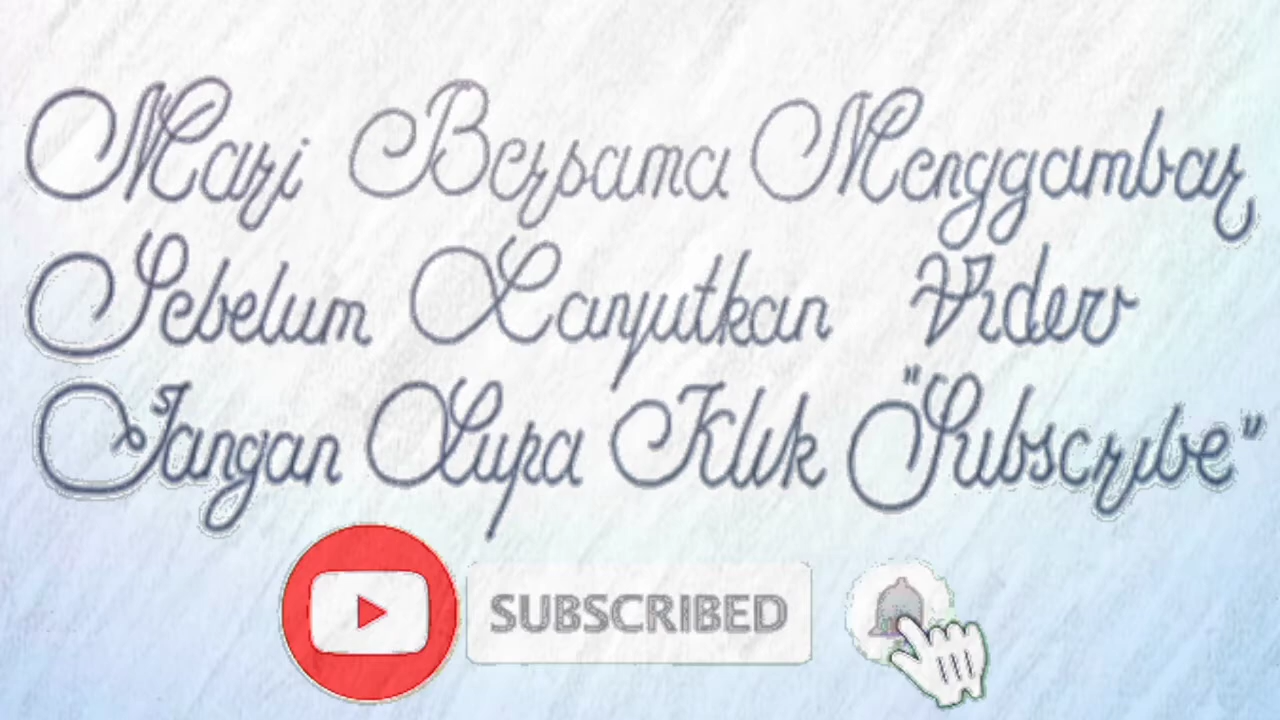 Mari Bersama Menggambar
Sebelum Lanjutkan Video
Jangan Lupa Klik "Subscribe"
SUBSCRIBED